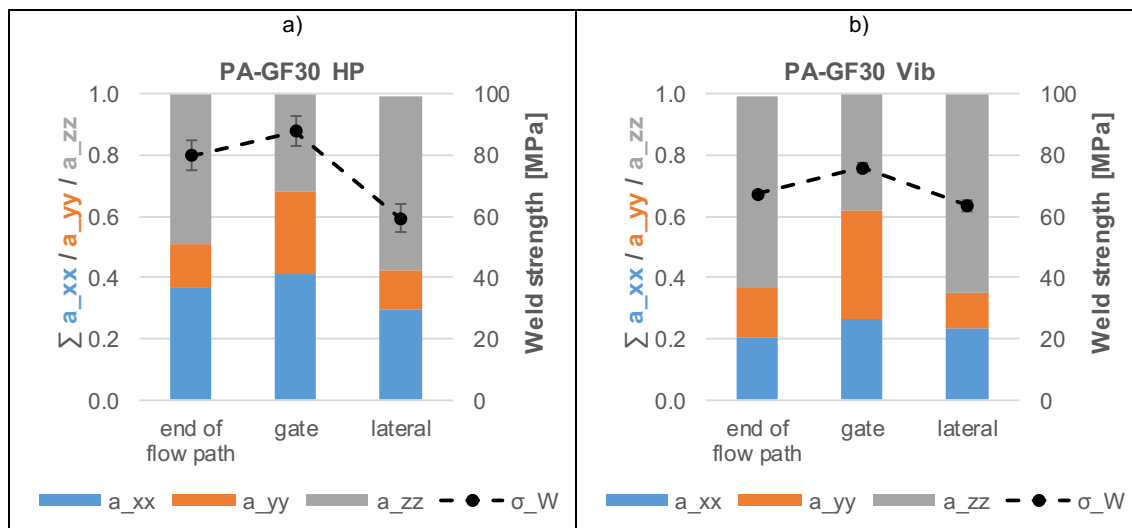 a)
PA-GF30 HP
1.0
0.8
0.6
0.4
0.2
0.0
∑ a_xx / a_yy / a_zz
100
80
60
40
20
0
Weld strength [MPa]
end of
flow path
gate
lateral
a_xx
a_yy
a_zz
σ_W
b)
PA-GF30 Vib
1.0
0.8
0.6
0.4
0.2
0.0
∑ a_xx / a_yy / a_zz
100
80
60
40
20
0
Weld strength [MPa]
end of
flow path
gate
lateral
a_xx
a_yy
a_zz
σ_W